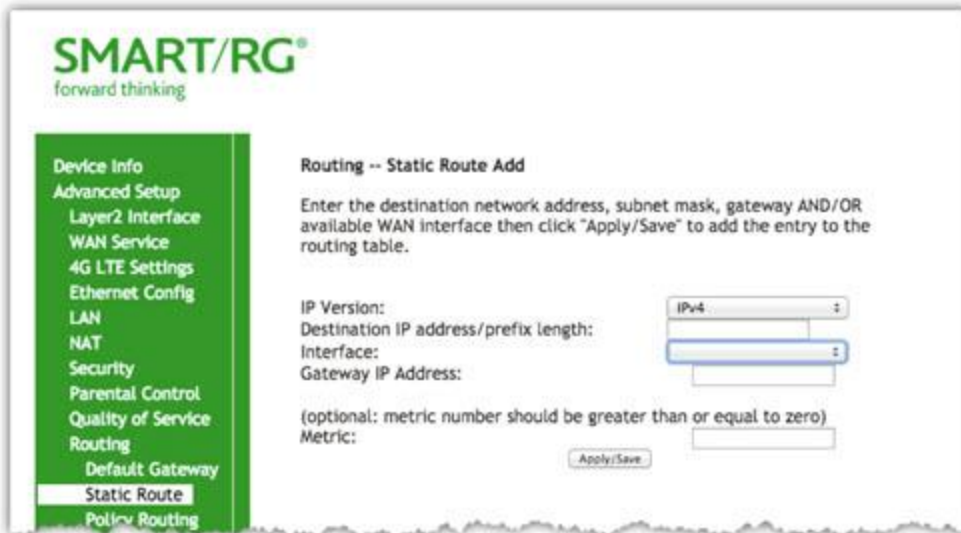 SMART/RG®
forward thinking
Device Info
Advanced Setup
Layer2 Interface
WAN Service
4G LTE Settings
Ethernet Config
LAN
NAT
Security
Parental Control
Quality of Service
Routing
Default Gateway
Static Route
Policy Routing
Routing -- Static Route Add
Enter the destination network address, subnet mask, gateway AND/OR
available WAN interface then click "Apply/Save" to add the entry to the
routing table.
IP Version: IPv4
Destination IP address/prefix length:
Interface:
Gateway IP Address:
(optional: metric number should be greater than or equal to zero)
Metric:
Apply/Save